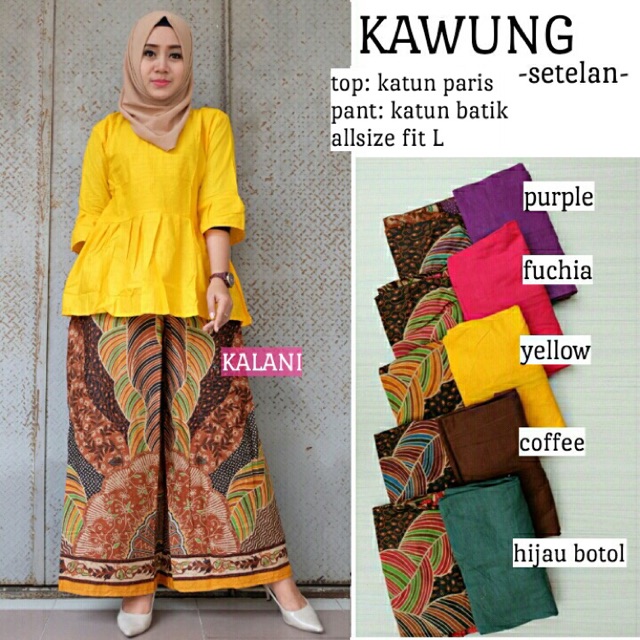 KAWUNG
-setelan-
top: katun paris
pant: katun batik
allsize fit L
purple
fuchia
yellow
coffee
hijau botol
KALANI